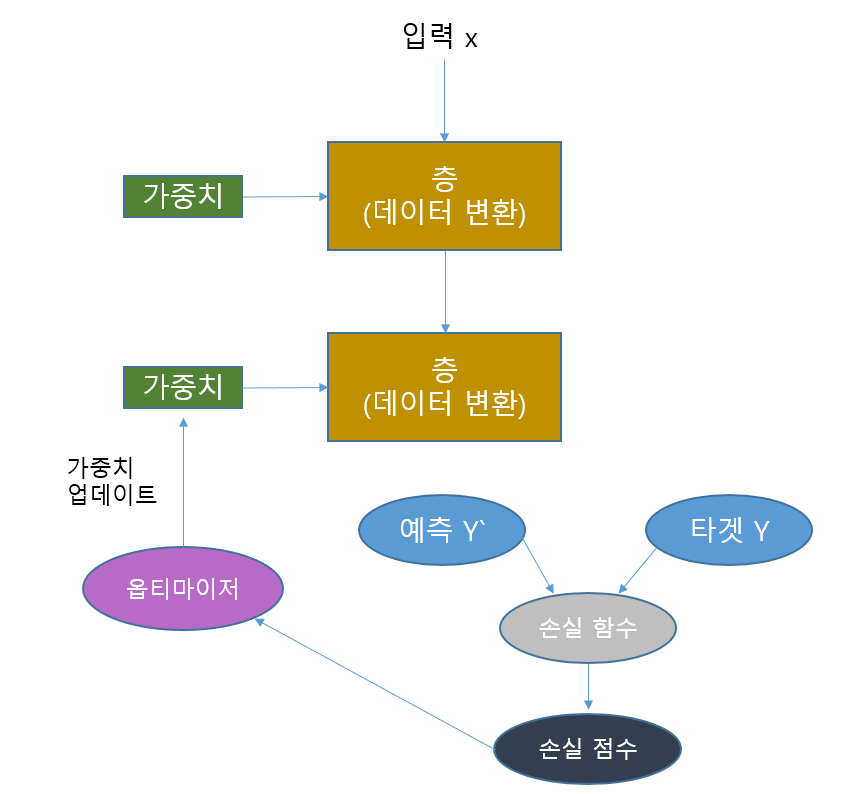 입력 x
층
(데이터 변환)
가중치
층
(데이터 변환)
가중치
가중치
업데이트
예측 Y`
타겟 Y
옵티마이저
손실 함수
손실 점수